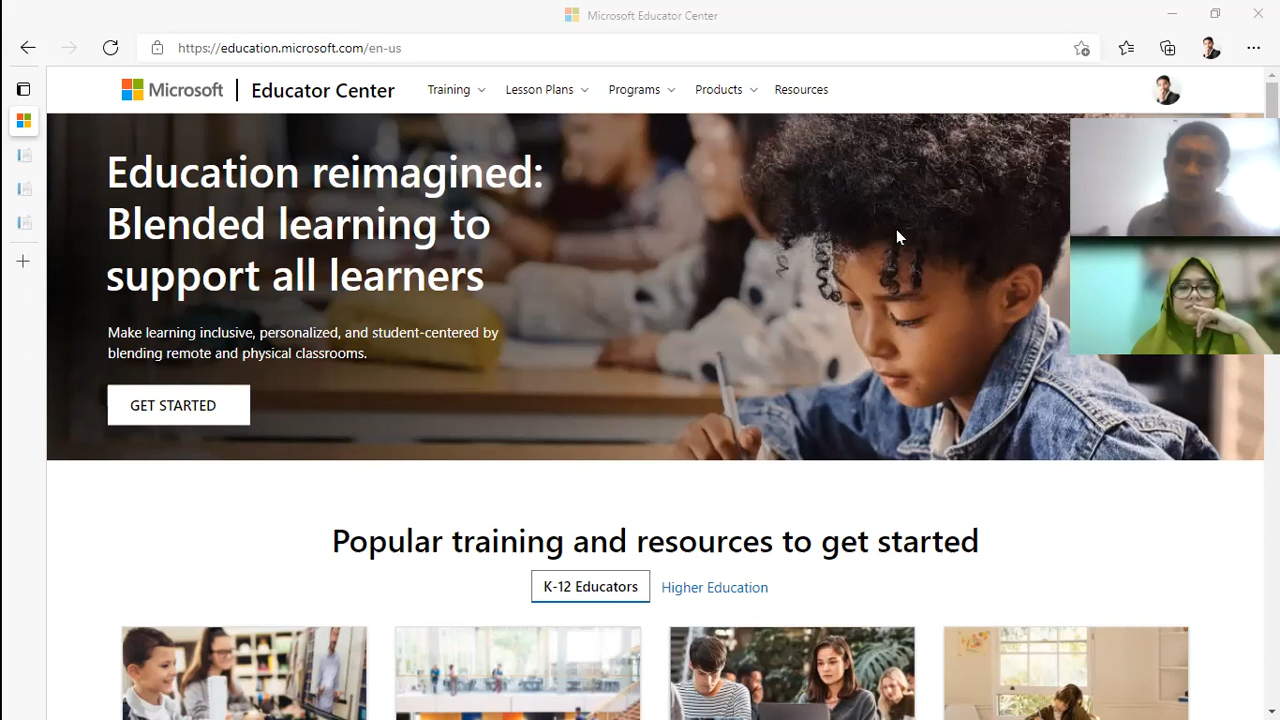 Microsoft Educator Center
https://education.microsoft.com/en-us
Microsoft | Educator Center Training Lesson Plans Programs Products Resources
Education reimagined:
Blended learning to
support all learners
Make learning inclusive, personalized, and student-centered by
blending remote and physical classrooms.
GET STARTED
Popular training and resources to get started
K-12 Educators Higher Education